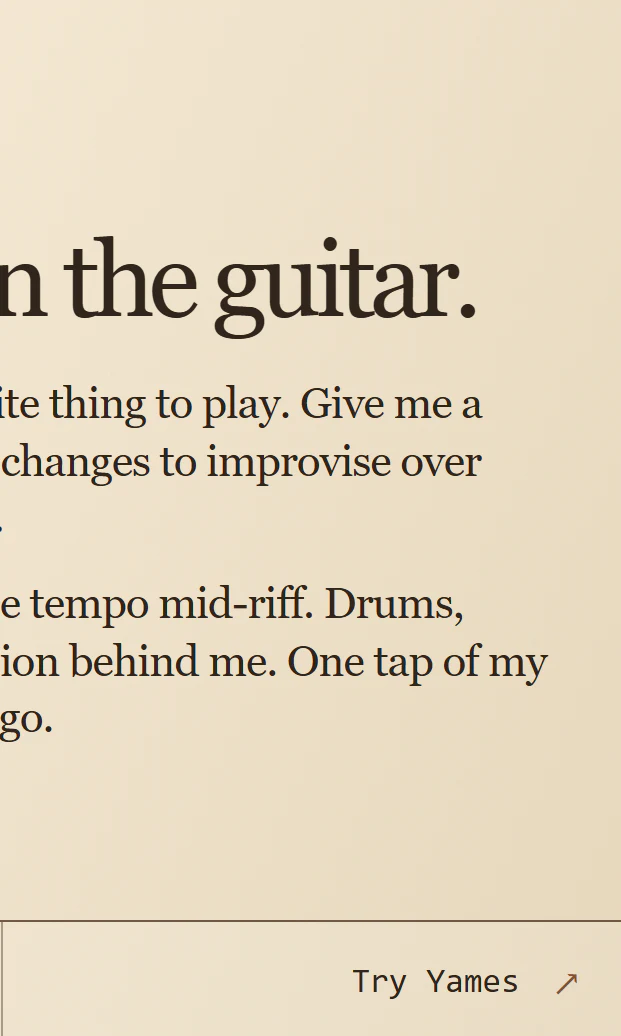 n the guitar.
ite thing to play. Give me a
changes to improvise over
.
e tempo mid-riff. Drums,
ion behind me. One tap of my
go.
Try Yames ↗